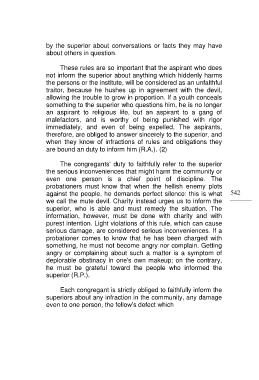 by the superior about conversations or facts they may have
about others in question.
These rules are so important that the aspirant who does
not inform the superior about anything which hiddenly harms
the persons or the institute, will be considered as an unfaithful
traitor, because he hushes up in agreement with the devil,
allowing the trouble to grow in proportion. If a youth conceals
something to the superior who questions him, he is no longer
an aspirant to religious life, but an aspirant to a gang of
malefactors, and is worthy of being punished with rigor
immediately, and even of being expelled. The aspirants,
therefore, are obliged to answer sincerely to the superior, and
when they know of infractions of rules and obligations they
are bound an duty to inform him (R.A.). (2)
The congregants' duty to faithfully refer to the superior
the serious inconveniences that might harm the community or
even one person is a chief point of discipline. The
probationers must know that when the hellish enemy plots
against the people, he demands perfect silence: this is what
we call the mute devil. Charity instead urges us to inform the
superior, who is able and must remedy the situation. The
information, however, must be done with charity and with
purest intention. Light violations of this rule, which can cause
serious damage, are considered serious inconveniences. If a
probationer comes to know that he has been charged with
something, he must not become angry nor complain. Getting
angry or complaining about such a matter is a symptom of
deplorable obstinacy in one's own makeup; on the contrary,
he must be grateful toward the people who informed the
superior (R.P.).
Each congregant is strictly obliged to faithfully inform the
superiors about any infraction in the community, any damage
even to one person, the fellow's defect which
542